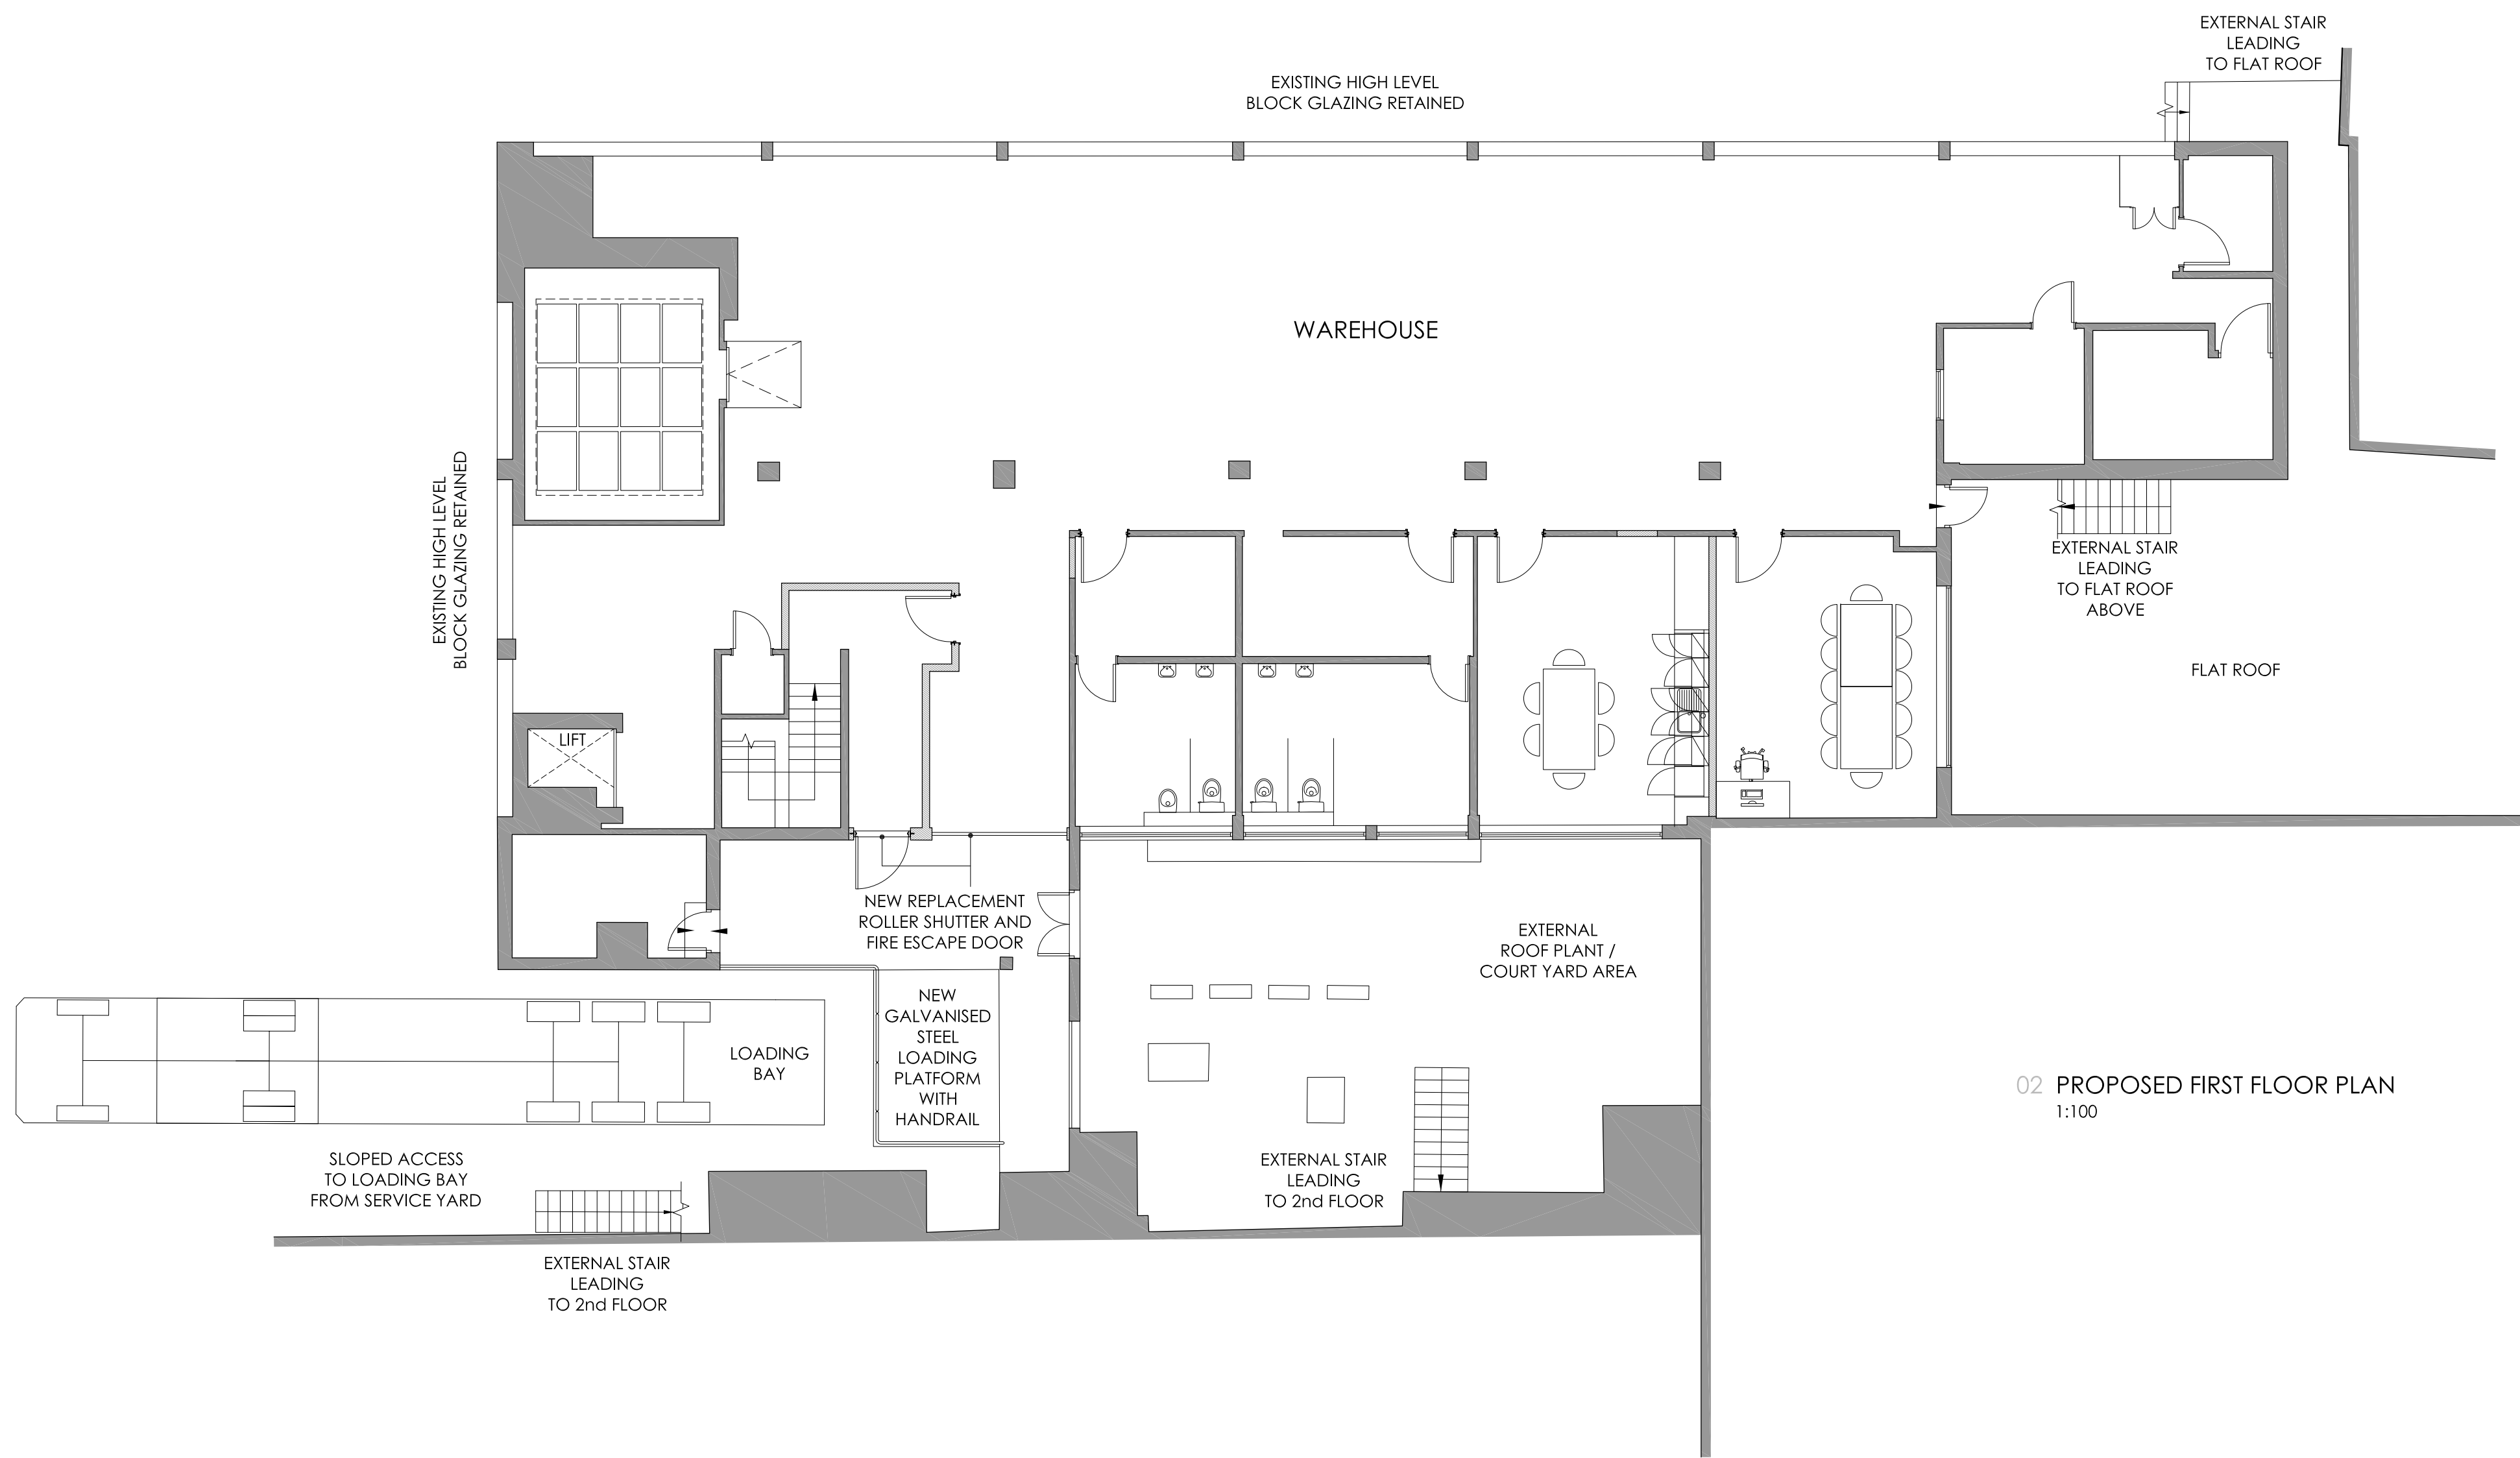 EXTERNAL STAIR
LEADING
TO FLAT ROOF
EXISTING HIGH LEVEL
BLOCK GLAZING RETAINED
WAREHOUSE
EXISTING HIGH LEVEL
BLOCK GLAZING RETAINED
EXTERNAL STAIR
LEADING
TO FLAT ROOF
ABOVE
FLAT ROOF
LIFT
NEW REPLACEMENT
ROLLER SHUTTER AND
FIRE ESCAPE DOOR
EXTERNAL
ROOF PLANT /
COURT YARD AREA
NEW
GALVANISED
STEEL
LOADING
PLATFORM
WITH
HANDRAIL
LOADING
BAY
02 PROPOSED FIRST FLOOR PLAN
1:100
SLOPED ACCESS
TO LOADING BAY
FROM SERVICE YARD
EXTERNAL STAIR
LEADING
TO 2nd FLOOR
EXTERNAL STAIR
LEADING
TO 2nd FLOOR